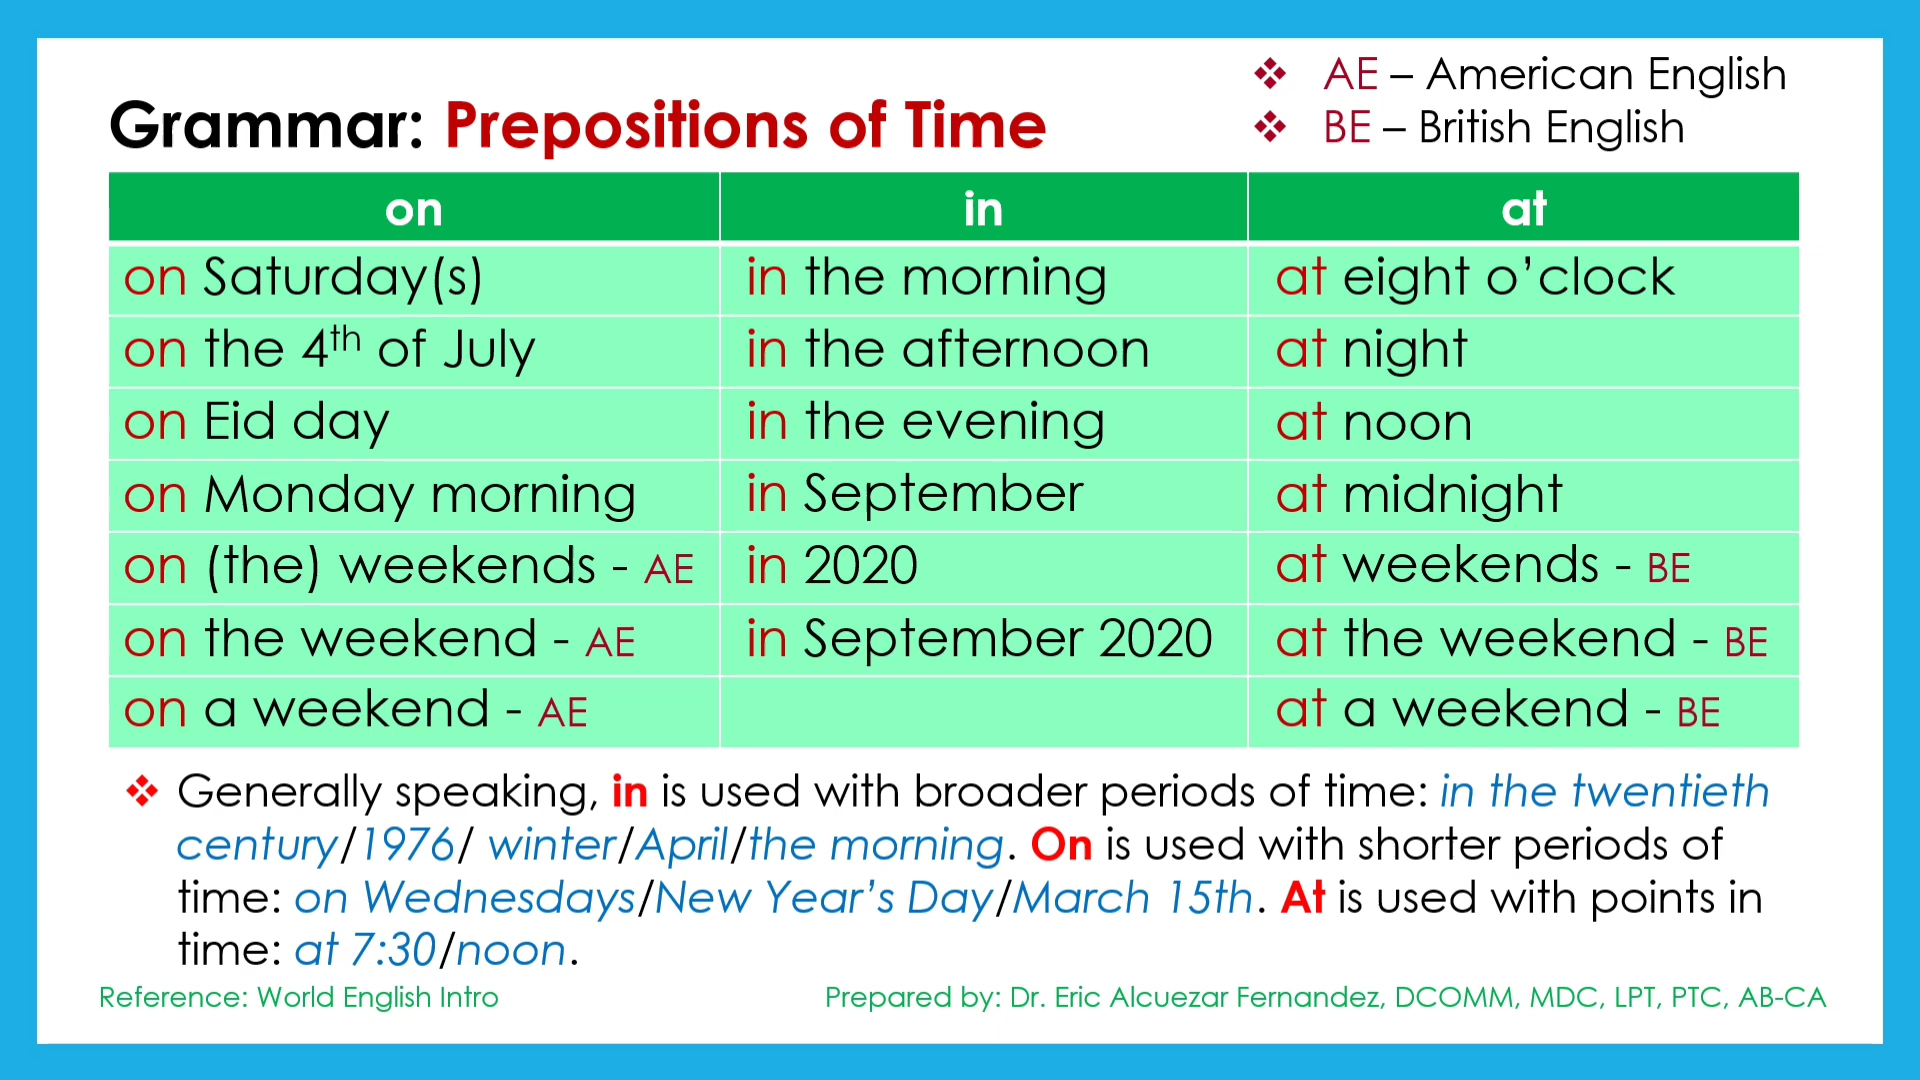 ❖ AE – American English
❖ BE – British English
Grammar: Prepositions of Time
on in at
on Saturday(s) in the morning at eight o’clock
on the 4th of July in the afternoon at night
on Eid day in the evening at noon
on Monday morning in September at midnight
on (the) weekends - AE in 2020 at weekends - BE
on the weekend - AE in September 2020 at the weekend - BE
on a weekend - AE at a weekend - BE
❖ Generally speaking, in is used with broader periods of time: in the twentieth
century/1976/ winter/April/the morning. On is used with shorter periods of
time: on Wednesdays/New Year’s Day/March 15th. At is used with points in
time: at 7:30/noon.
Reference: World English Intro Prepared by: Dr. Eric Alcuezar Fernandez, DCOMM, MDC, LPT, PTC, AB-CA